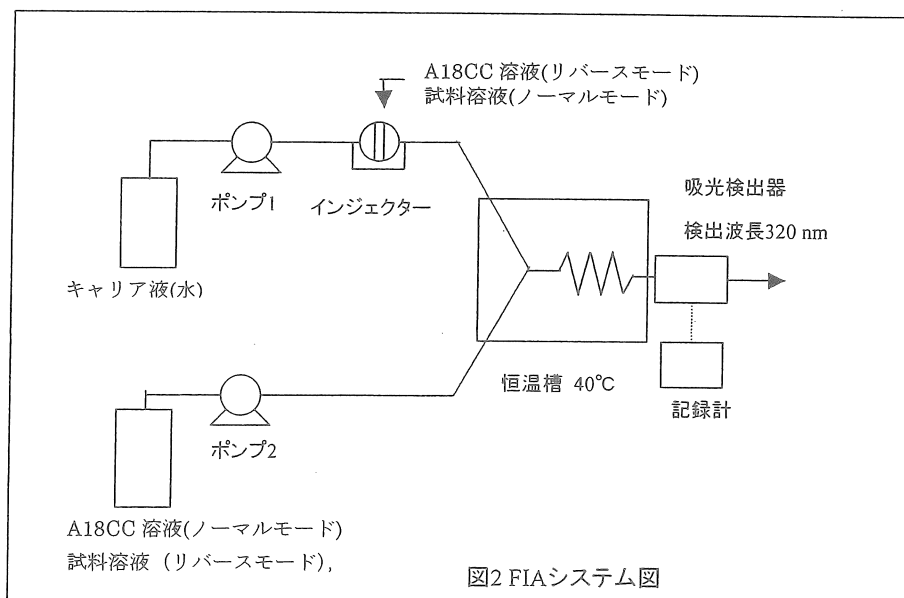 A18CC 溶液(リバースモード)
試料溶液(ノーマルモード)
ポンプ1
インジェクター
吸光検出器
検出波長320 nm
キャリア液(水)
恒温槽 40℃
記録計
ポンプ2
A18CC 溶液(ノーマルモード)
試料溶液（リバースモード）,
図2 FIAシステム図